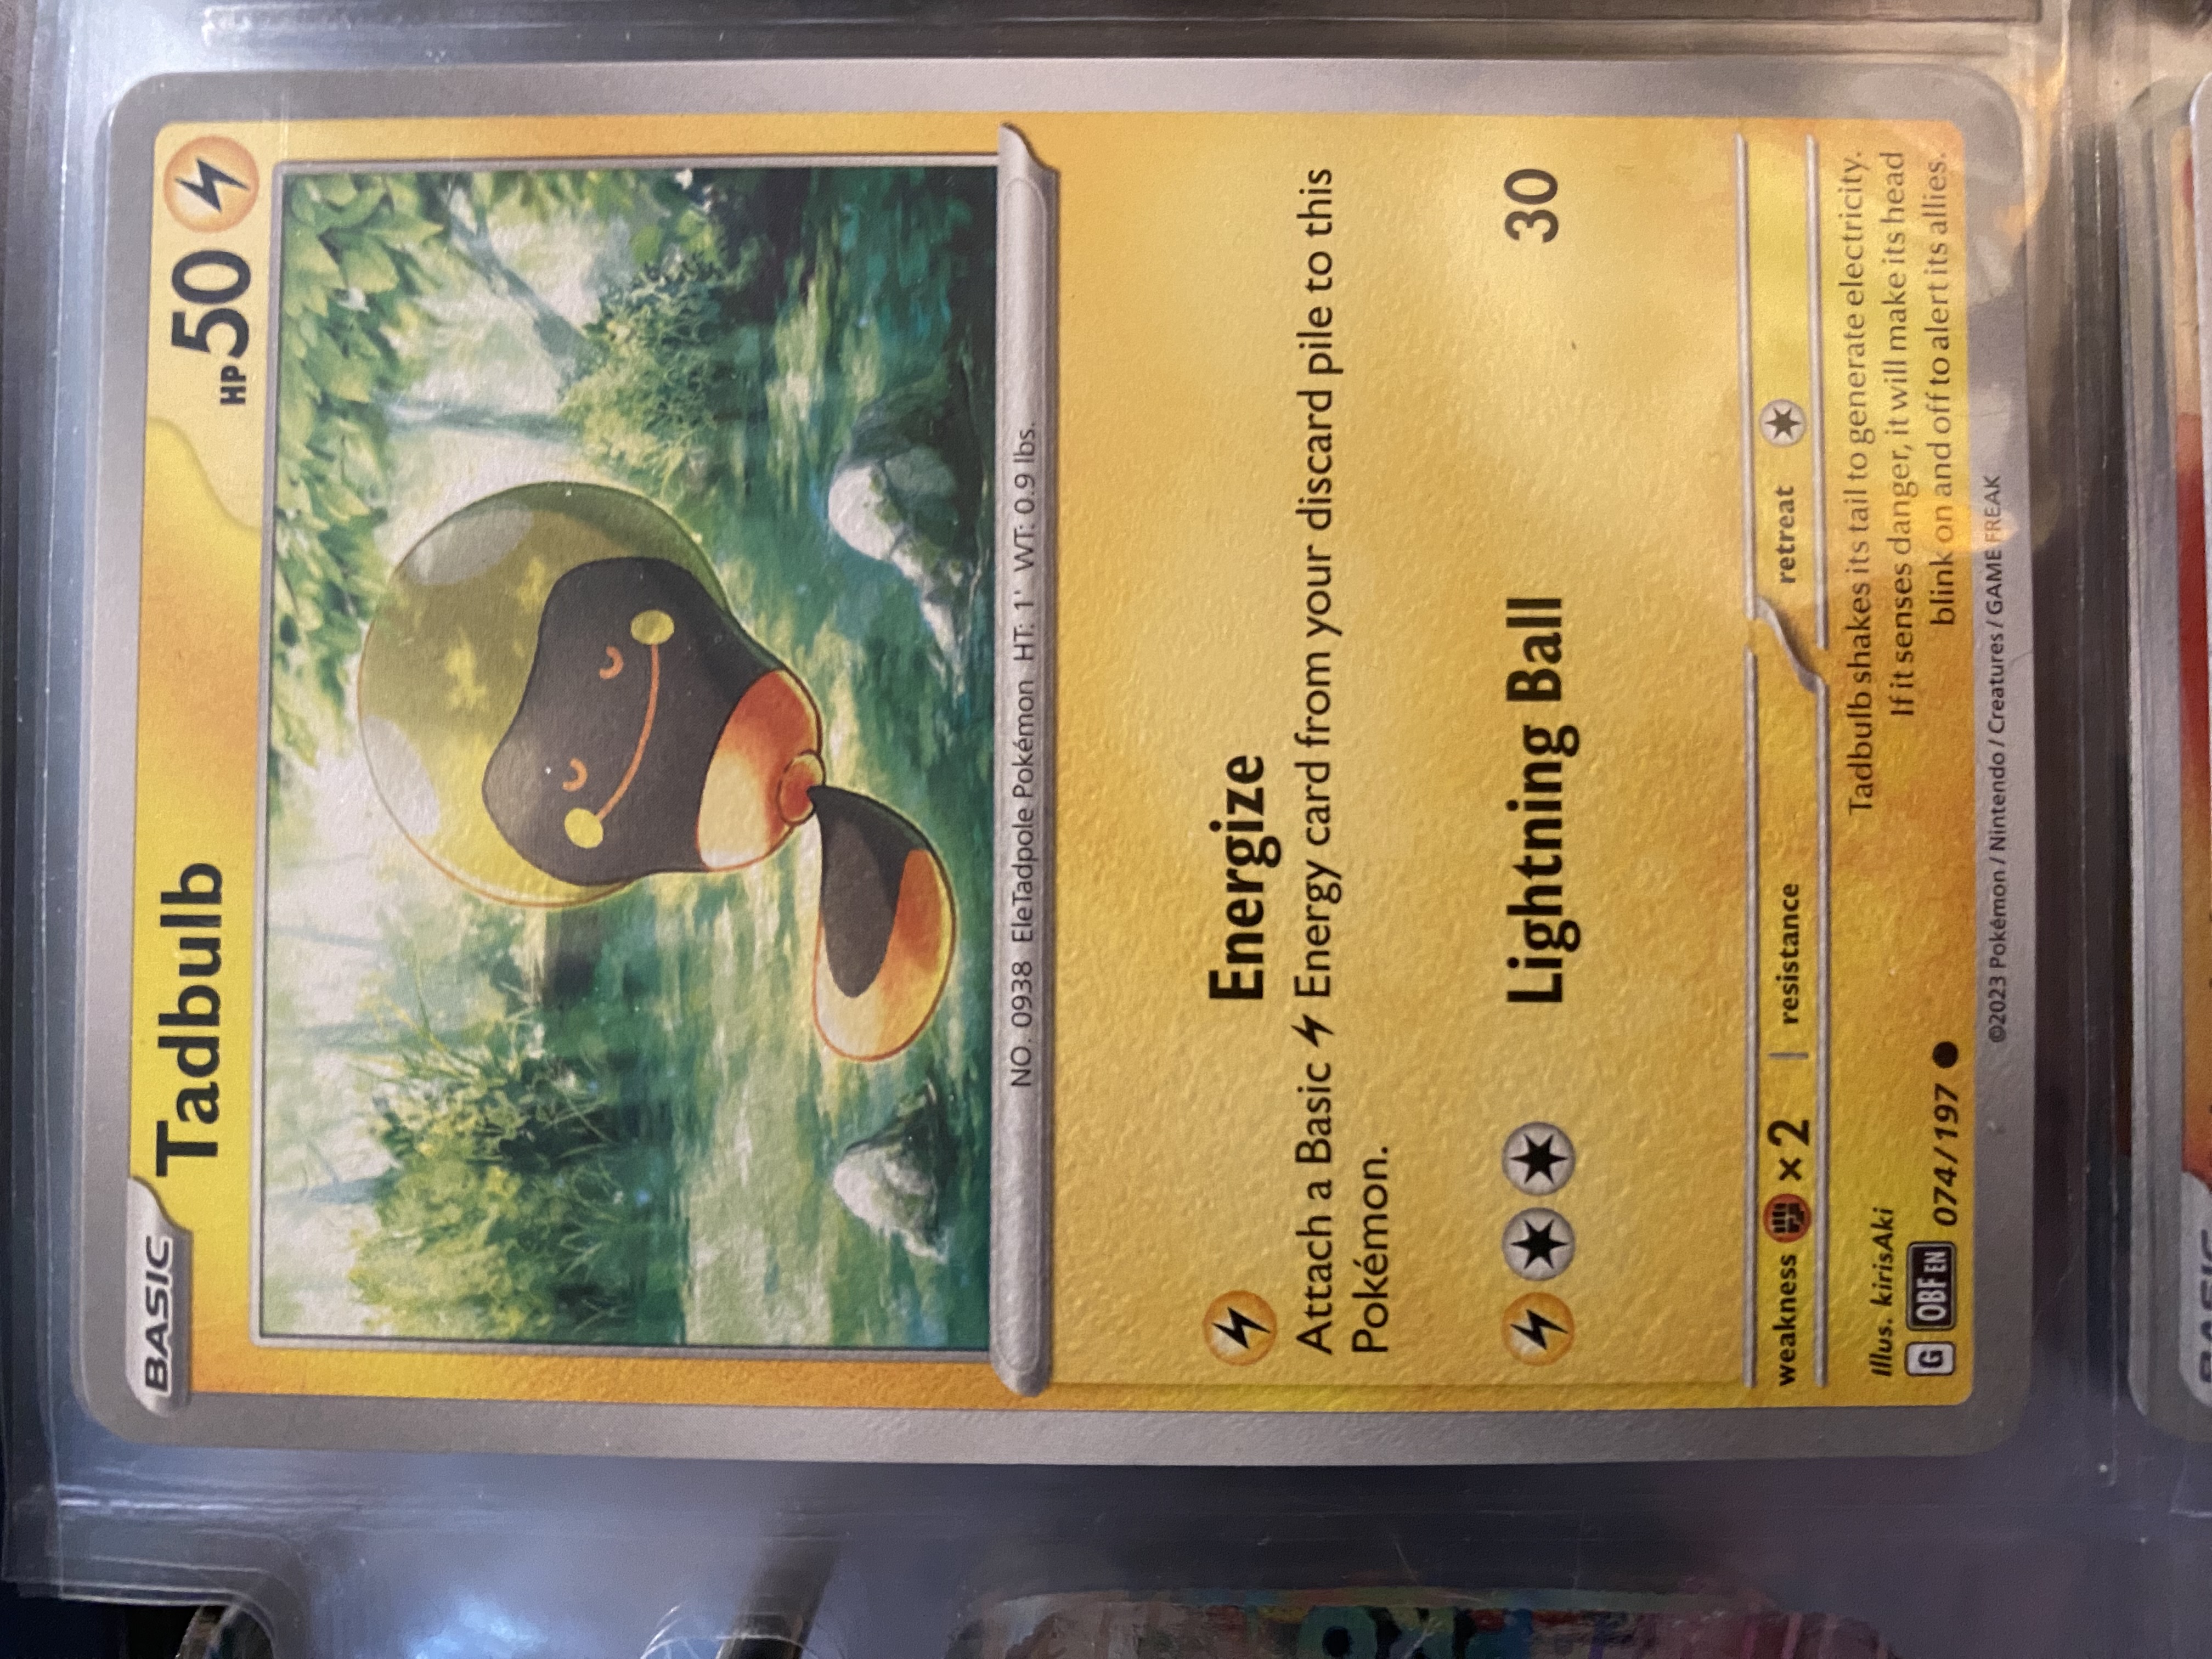 BASIC
Tadbulb
HP 50
NO. 0938 EleTadpole Pokémon HT: 1' WT: 0.9 lbs.
Energize
Attach a Basic Energy card from your discard pile to this
Pokémon.
Lightning Ball 30
weakness ×2 resistance retreat
Tadbulb shakes its tail to generate electricity.
If it senses danger, it will make its head
blink on and off to alert its allies.
Illus. kirisAki
G OBF EN 074/197
©2023 Pokémon / Nintendo / Creatures / GAME FREAK